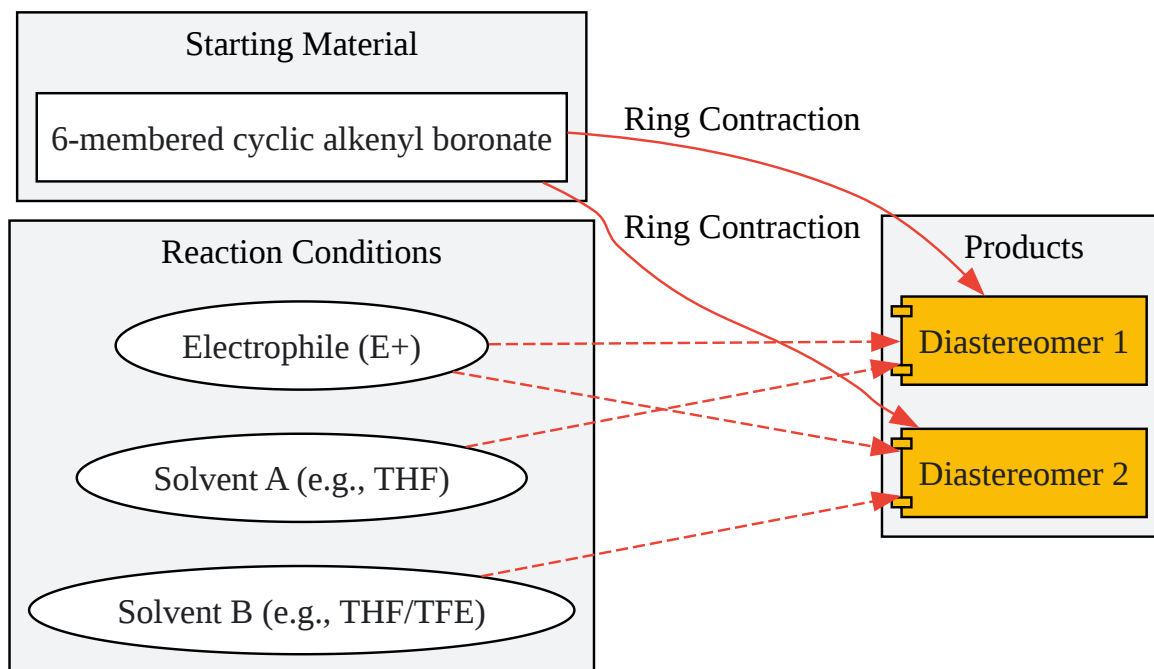 Starting Material
6-membered cyclic alkenyl boronate
Ring Contraction
Ring Contraction
Reaction Conditions
Electrophile (E+)
Solvent A (e.g., THF)
Solvent B (e.g., THF/TFE)
Products
Diastereomer 1
Diastereomer 2